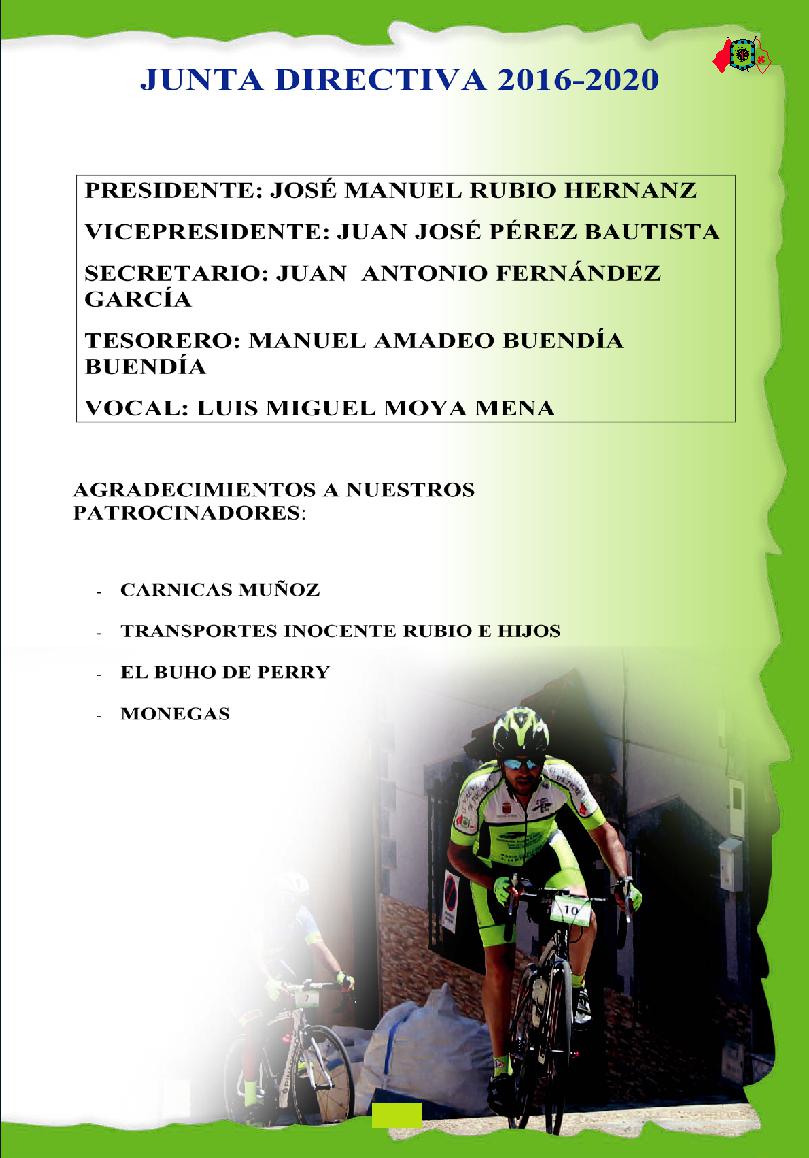 JUNTA DIRECTIVA 2016-2020
PRESIDENTE: JOSÉ MANUEL RUBIO HERNANZ
VICEPRESIDENTE: JUAN JOSÉ PÉREZ BAUTISTA
SECRETARIO: JUAN  ANTONIO FERNÁNDEZ
GARCÍA
TESORERO: MANUEL AMADEO BUENDÍA
BUENDÍA
VOCAL: LUIS MIGUEL MOYA MENA
AGRADECIMIENTOS A NUESTROS
PATROCINADORES:
- CARNICAS MUÑOZ
- TRANSPORTES INOCENTE RUBIO E HIJOS
- EL BUHO DE PERRY
- MONEGAS
10
7